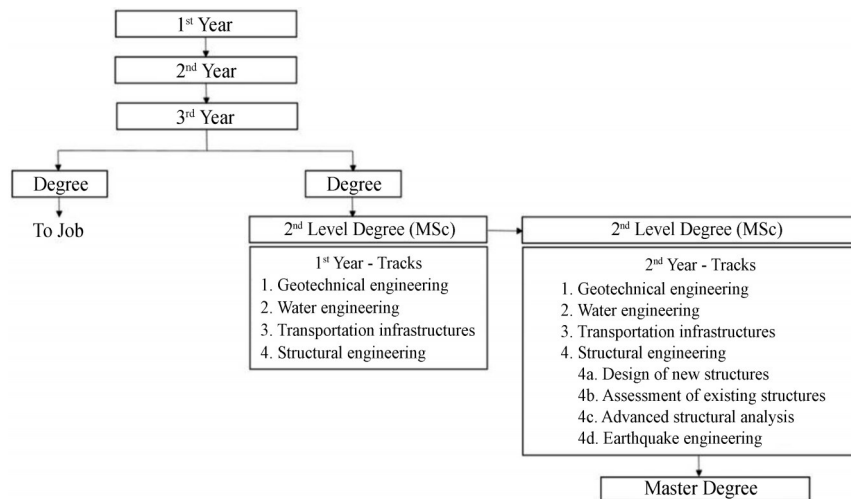 1st Year
2nd Year
3rd Year
Degree
Degree
To Job
2nd Level Degree (MSc)
2nd Level Degree (MSc)
1st Year - Tracks
1. Geotechnical engineering
2. Water engineering
3. Transportation infrastructures
4. Structural engineering
2nd Year - Tracks
1. Geotechnical engineering
2. Water engineering
3. Transportation infrastructures
4. Structural engineering
4a. Design of new structures
4b. Assessment of existing structures
4c. Advanced structural analysis
4d. Earthquake engineering
Master Degree